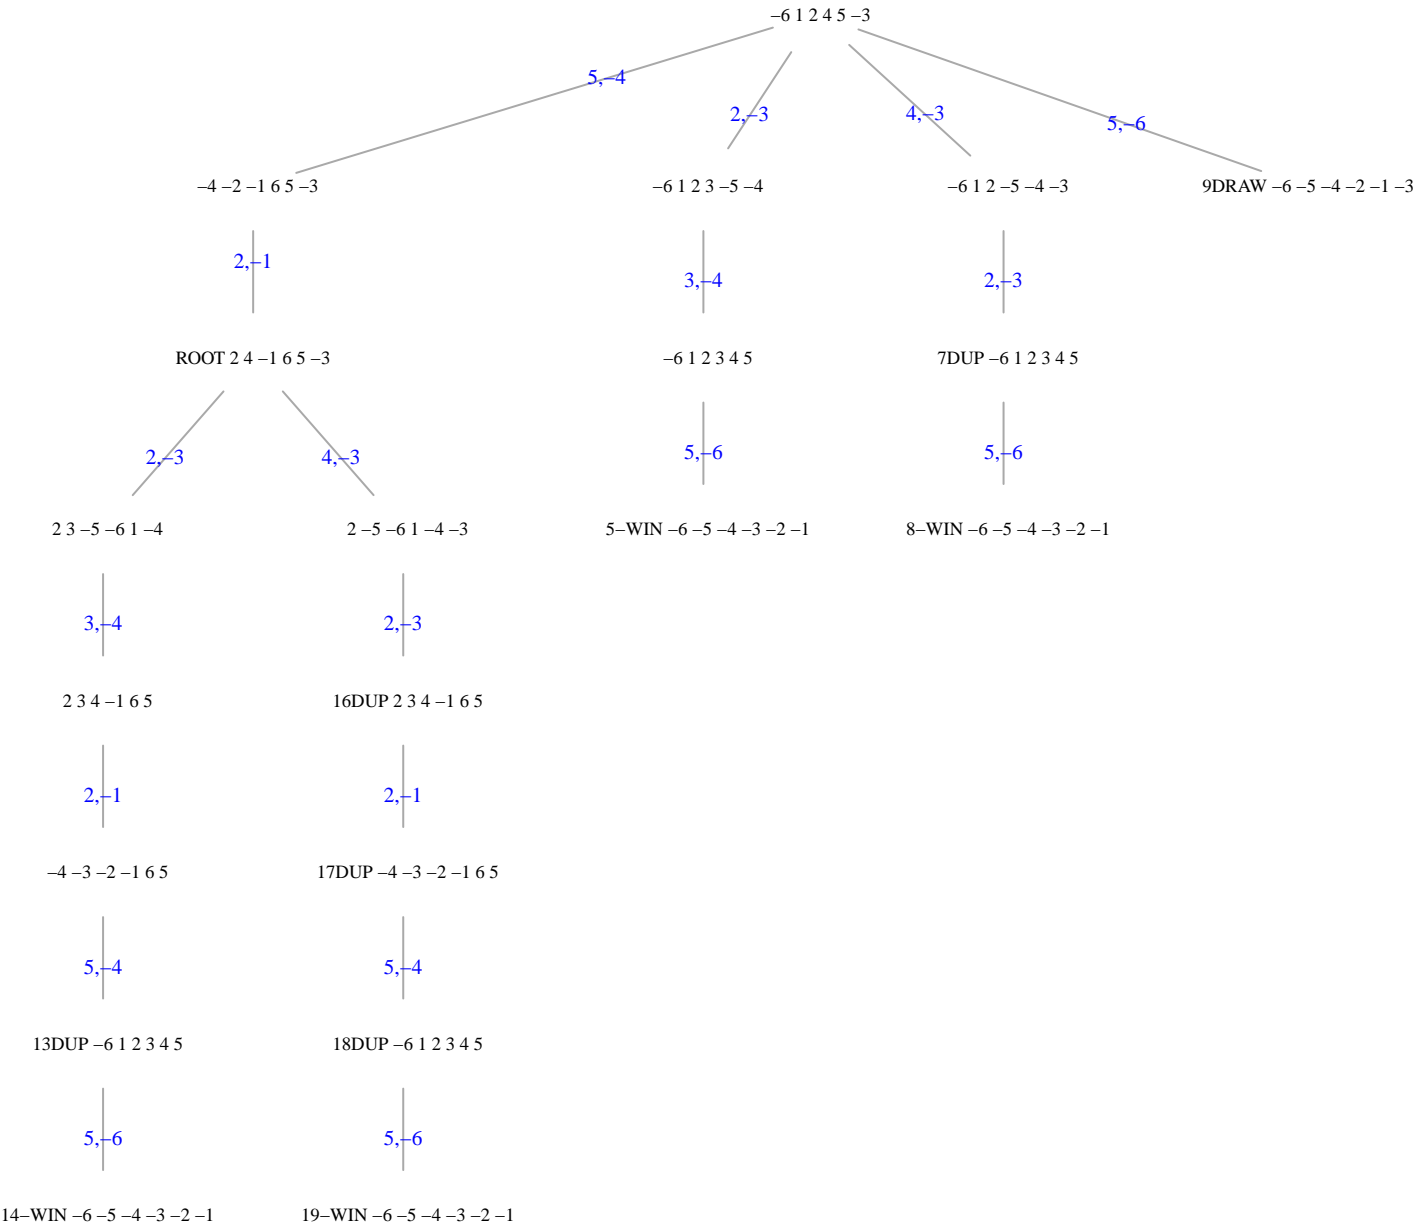 –6 1 2 4 5 –3
5,–4
2,–3
4,–3
5,–6
–4 –2 –1 6 5 –3
–6 1 2 3 –5 –4
–6 1 2 –5 –4 –3
9DRAW –6 –5 –4 –2 –1 –3
2,–1
3,–4
2,–3
ROOT 2 4 –1 6 5 –3
–6 1 2 3 4 5
7DUP –6 1 2 3 4 5
2,–3
4,–3
5,–6
5,–6
2 3 –5 –6 1 –4
2 –5 –6 1 –4 –3
5–WIN –6 –5 –4 –3 –2 –1
8–WIN –6 –5 –4 –3 –2 –1
3,–4
2,–3
2 3 4 –1 6 5
16DUP 2 3 4 –1 6 5
2,–1
2,–1
–4 –3 –2 –1 6 5
17DUP –4 –3 –2 –1 6 5
5,–4
5,–4
13DUP –6 1 2 3 4 5
18DUP –6 1 2 3 4 5
5,–6
5,–6
14–WIN –6 –5 –4 –3 –2 –1
19–WIN –6 –5 –4 –3 –2 –1